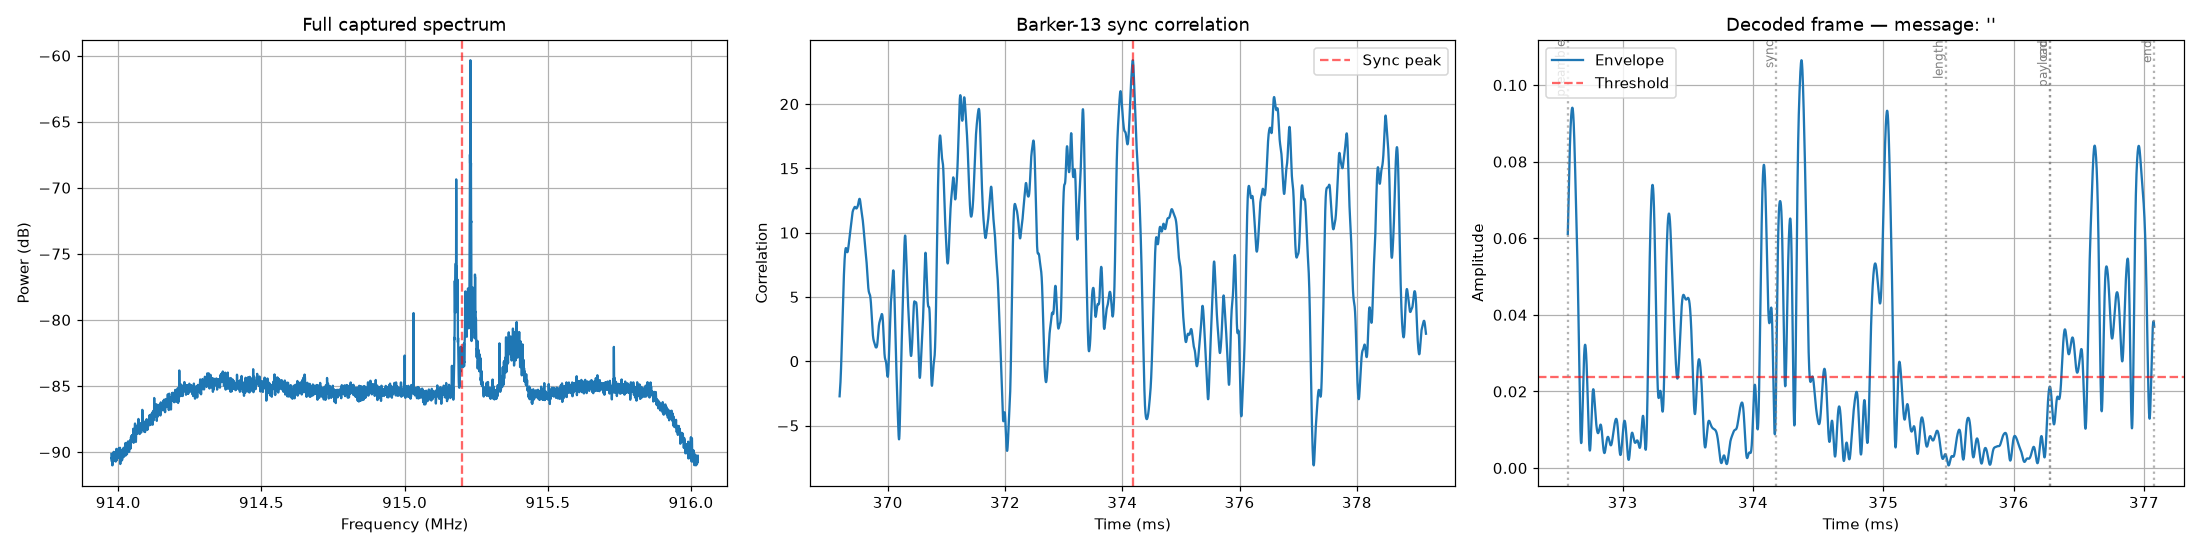 Full captured spectrum
Power (dB)
−60
−65
−70
−75
−80
−85
−90
914.0
914.5
915.0
915.5
916.0
Frequency (MHz)
Barker-13 sync correlation
Correlation
20
15
10
5
0
−5
370
372
374
376
378
Time (ms)
Sync peak
Decoded frame — message: ''
Amplitude
0.10
0.08
0.06
0.04
0.02
0.00
373
374
375
376
377
Time (ms)
Envelope
Threshold
sync
length
payload
end